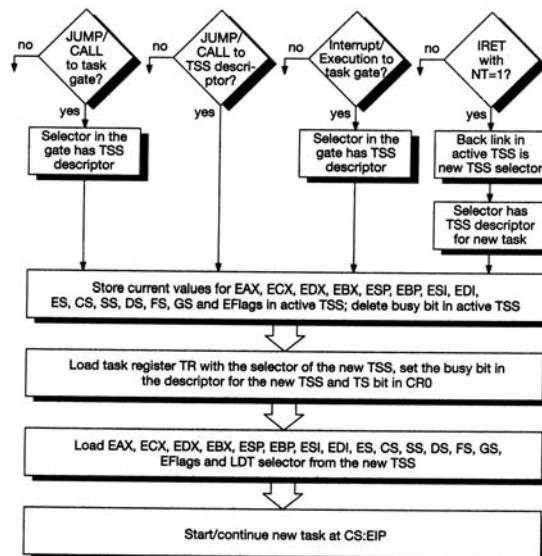 JUMP/
CALL
to task
gate?
no
yes
JUMP/
CALL to
TSS descrip-
tor?
no
yes
Interrupt/
Execution to
task gate?
no
yes
IRET
with
NT=1?
no
yes
Selector in the
gate has TSS
descriptor
Selector in the
gate has TSS
descriptor
Back link in
active TSS is
new TSS selector
Selector has
TSS descriptor
for new task
Store current values for EAX, ECX, EDX, EBX, ESP, EBP, ESI, EDI,
ES, CS, SS, DS, FS, GS and EFlags in active TSS; delete busy bit in active TSS
Load task register TR with the selector of the new TSS, set the busy bit in
the descriptor for the new TSS and TS bit in CR0
Load EAX, ECX, EDX, EBX, ESP, EBP, ESI, EDI, ES, CS, SS, DS, FS, GS,
EFlags and LDT selector from the new TSS
Start/continue new task at CS:EIP